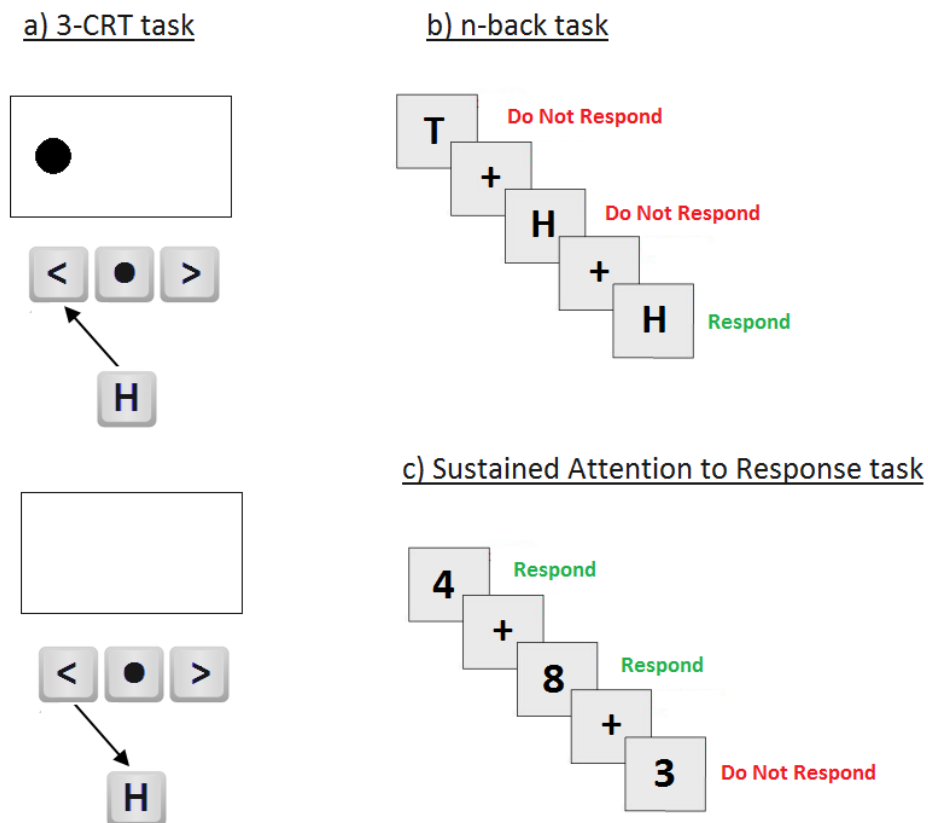 a) 3-CRT task
< ● >
H
< ● >
H
b) n-back task
T
Do Not Respond
+
H
Do Not Respond
+
H
Respond
c) Sustained Attention to Response task
4
Respond
+
8
Respond
+
3
Do Not Respond